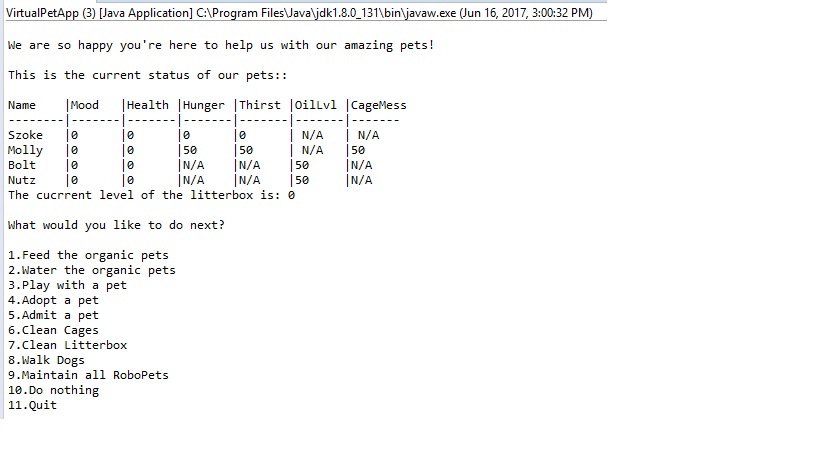 VirtualPetApp (3) [Java Application] C:\Program Files\Java\jdk1.8.0_131\bin\javaw.exe (Jun 16, 2017, 3:00:32 PM)
We are so happy you're here to help us with our amazing pets!
This is the current status of our pets::
Name    |Mood   |Health |Hunger |Thirst |OilLvl |CageMess
--------|-------|-------|-------|-------|-------|-------
Szoke   |0      |0      |0      |0      | N/A   | N/A
Molly   |0      |0      |50     |50     | N/A   |50
Bolt    |0      |0      |N/A    |N/A    |50     |N/A
Nutz    |0      |0      |N/A    |N/A    |50     |N/A
The cucrrent level of the litterbox is: 0
What would you like to do next?
1.Feed the organic pets
2.Water the organic pets
3.Play with a pet
4.Adopt a pet
5.Admit a pet
6.Clean Cages
7.Clean Litterbox
8.Walk Dogs
9.Maintain all RoboPets
10.Do nothing
11.Quit